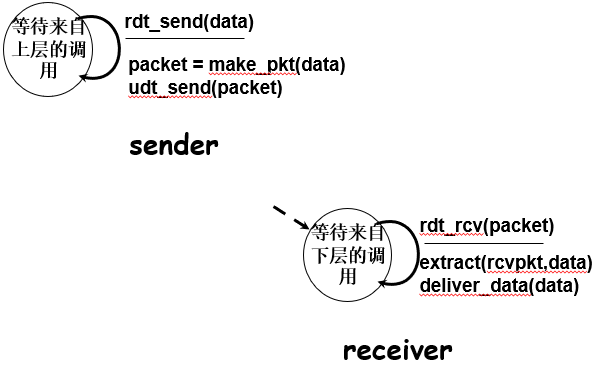 等待来自
上层的调
用
rdt_send(data)
packet = make_pkt(data)
udt_send(packet)
sender
等待来自
下层的调
用
rdt_rcv(packet)
extract(rcvpkt,data)
deliver_data(data)
receiver